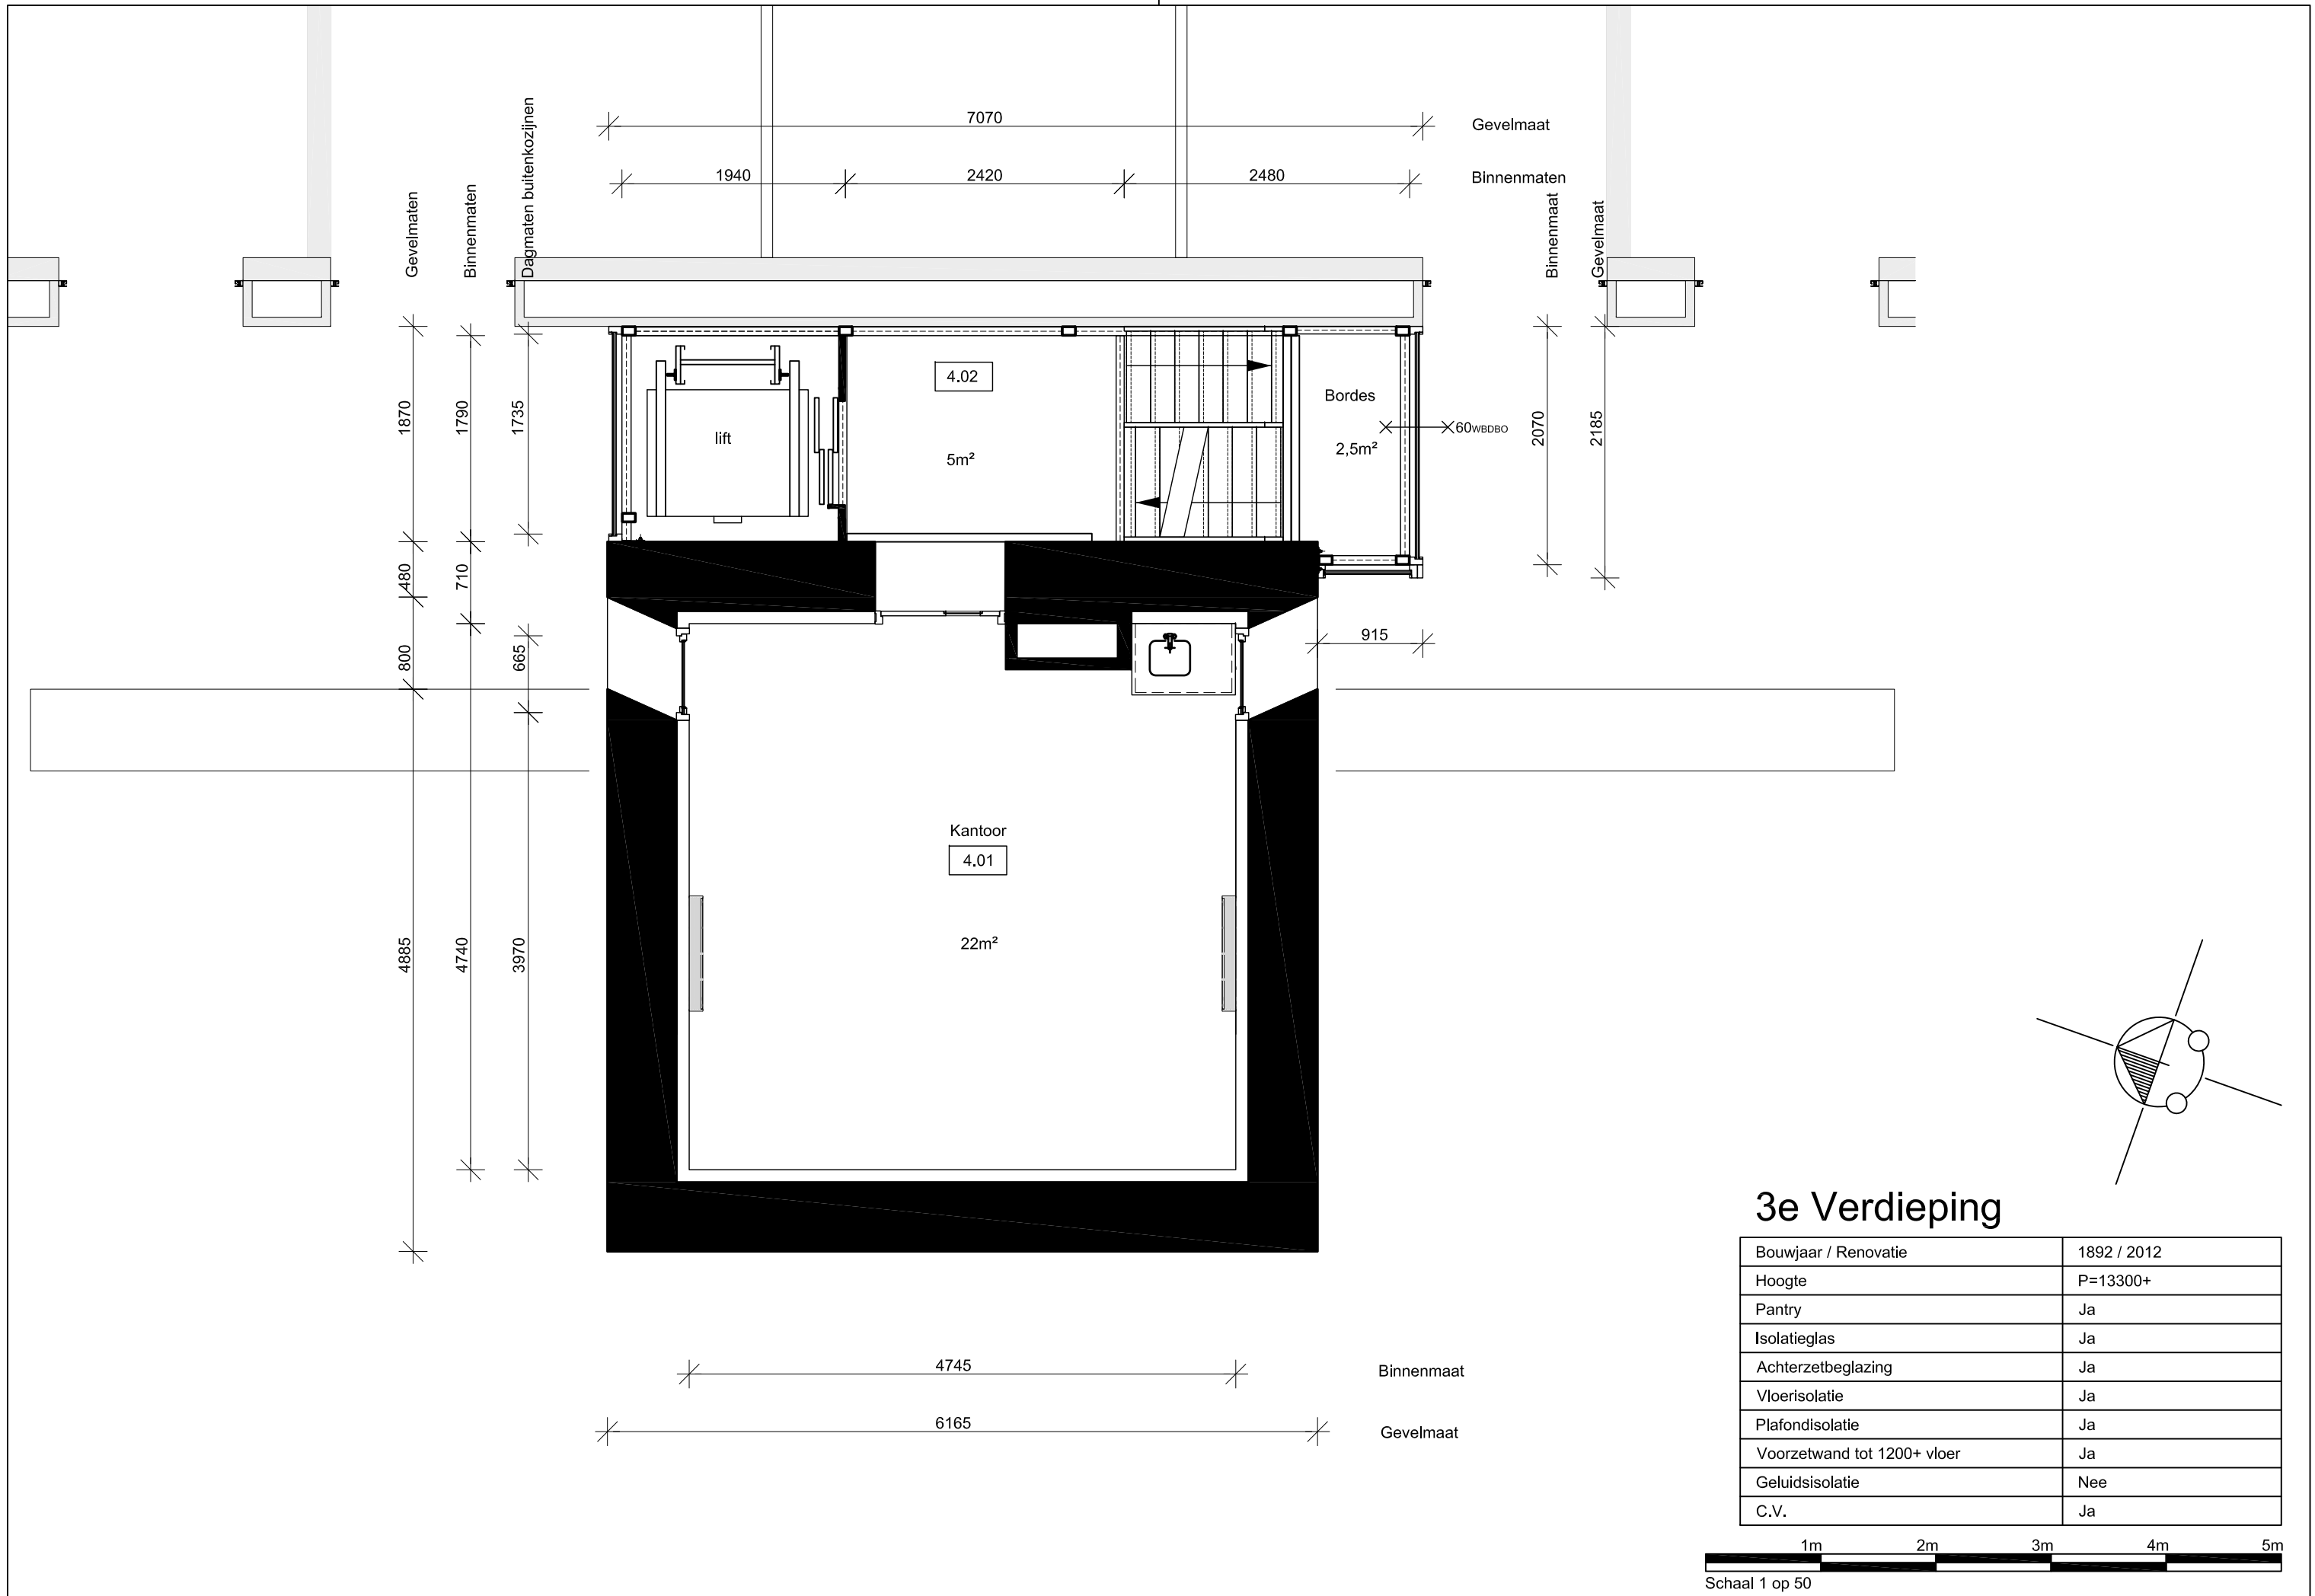 7070
Gevelmaat
1940
2420
2480
Binnenmaten
Gevelmaten
Binnenmaten
Dagmaten buitenkozijnen
Binnenmaat
Gevelmaat
1870
1790
1735
lift
4.02
5m²
Bordes
2,5m²
60WBDBO
2070
2185
480
710
800
665
915
4885
4740
3970
Kantoor
4.01
22m²
4745
Binnenmaat
6165
Gevelmaat
3e Verdieping
Bouwjaar / Renovatie 1892 / 2012
Hoogte P=13300+
Pantry Ja
Isolatieglas Ja
Achterzetbeglazing Ja
Vloerisolatie Ja
Plafondisolatie Ja
Voorzetwand tot 1200+ vloer Ja
Geluidsisolatie Nee
C.V. Ja
1m 2m 3m 4m 5m
Schaal 1 op 50